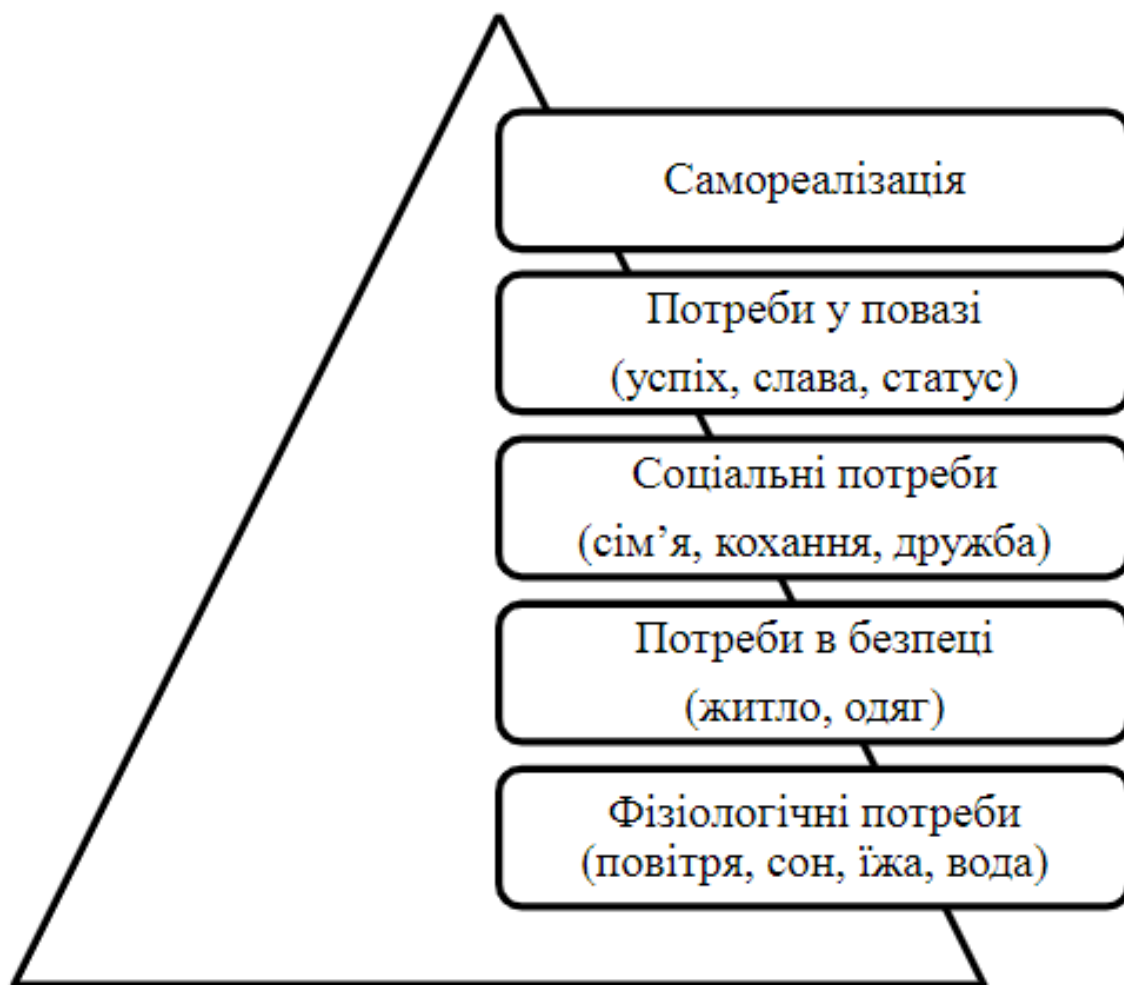 Самореалізація
Потреби у повазі
(успіх, слава, статус)
Соціальні потреби
(сім’я, кохання, дружба)
Потреби в безпеці
(житло, одяг)
Фізіологічні потреби
(повітря, сон, їжа, вода)